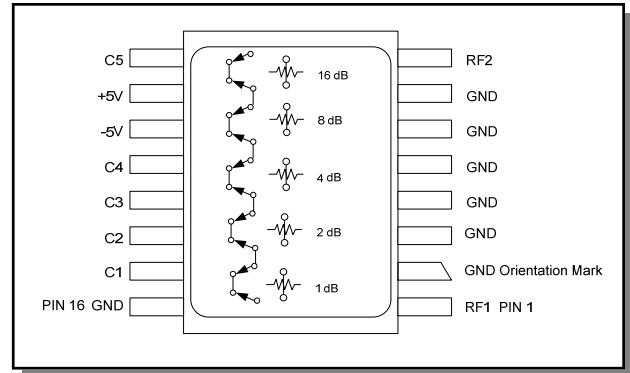 C5
+5V
-5V
C4
C3
C2
C1
PIN 16 GND
16 dB
8 dB
4 dB
2 dB
1 dB
RF2
GND
GND
GND
GND
GND
GND Orientation Mark
RF1 PIN 1